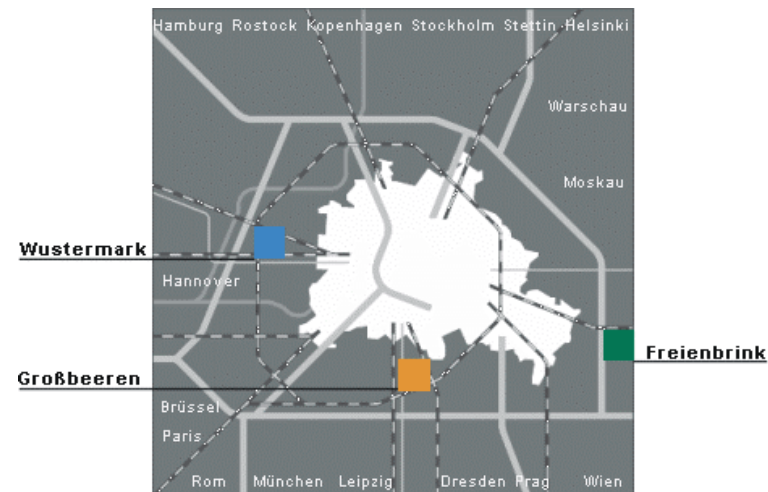 Hamburg Rostock Kopenhagen Stockholm Stettin Helsinki
Warschau
Moskau
Wustermark
Hannover
Freienbrink
Großbeeren
Brüssel
Paris
Rom München Leipzig Dresden Prag Wien